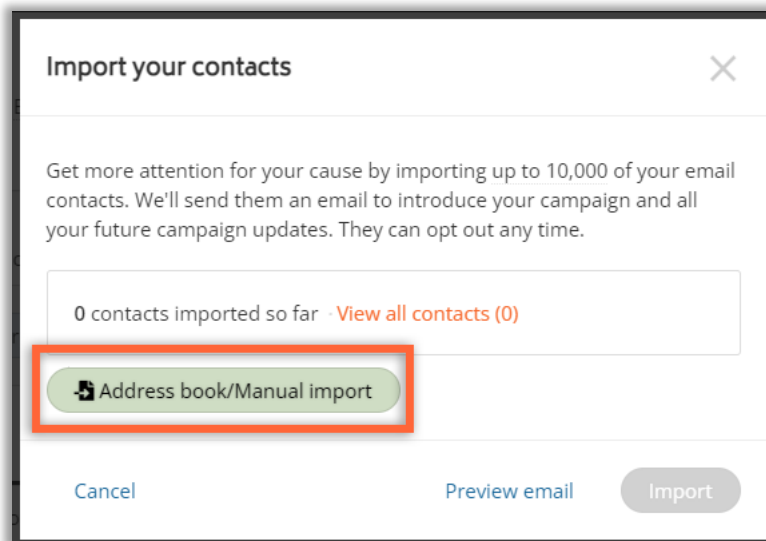 Import your contacts
Get more attention for your cause by importing up to 10,000 of your email
contacts. We'll send them an email to introduce your campaign and all
your future campaign updates. They can opt out any time.
0 contacts imported so far · View all contacts (0)
Address book/Manual import
Cancel
Preview email
Import